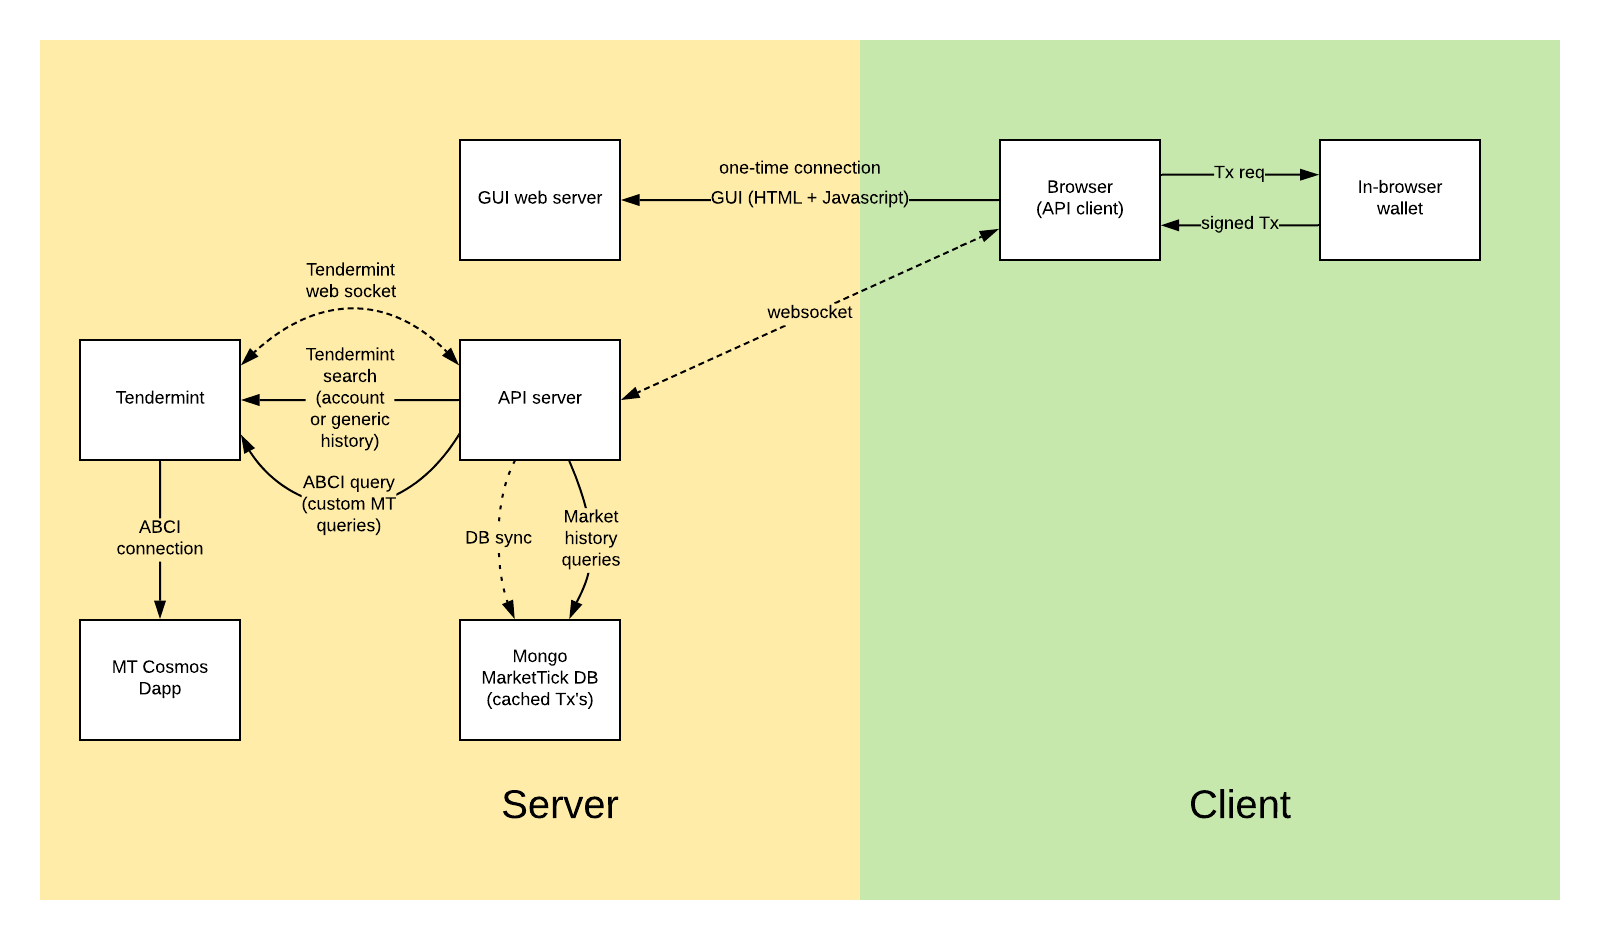 one-time connection
GUI (HTML + Javascript)
GUI web server
Browser
(API client)
Tx req
signed Tx
In-browser
wallet
Tendermint
web socket
websocket
Tendermint
Tendermint
search
(account
or generic
history)
API server
ABCI query
(custom MT
queries)
ABCI
connection
DB sync
Market
history
queries
MT Cosmos
Dapp
Mongo
MarketTick DB
(cached Tx's)
Server
Client